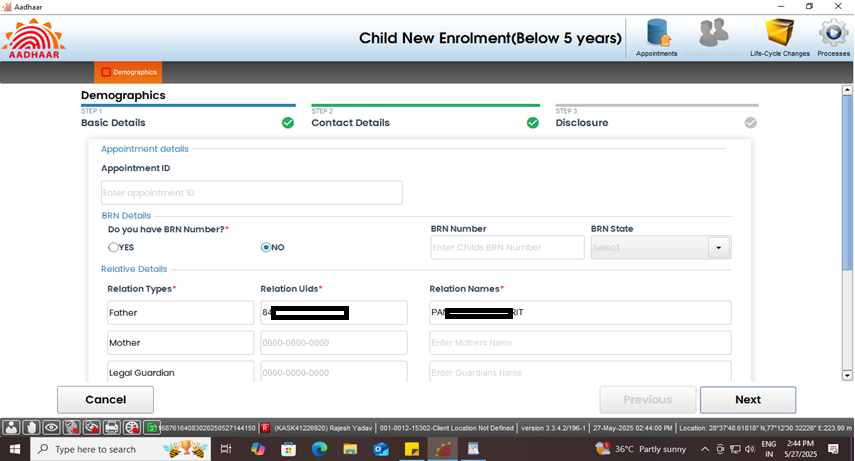 Aadhaar
AADHAAR
Child New Enrolment(Below 5 years)
Appointments
Life-Cycle Changes
Processes
Demographics
Demographics
STEP 1
Basic Details
STEP 2
Contact Details
STEP 3
Disclosure
Appointment details
Appointment ID
Enter appointment ID
BRN Details
Do you have BRN Number?*
YES
NO
BRN Number
Enter Childs BRN Number
BRN State
Select
Relative Details
Relation Types*
Relation Uids*
Relation Names*
Father
84
PAN RIT
Mother
0000-0000-0000
Enter Mothers Name
Legal Guardian
0000-0000-0000
Enter Guardians Name
Cancel
Previous
Next
R (KASK41226920) Rajesh Yadav
001-0012-15302-Client Location Not Defined
version 3.3.4.2/196-1
27-May-2025 02:44:00 PM
Location: 28°37'48.61818" N,77°12'30.32226" E:223.90 m
Type here to search
36°C Partly sunny
ENG
IN
2:44 PM
5/27/2025